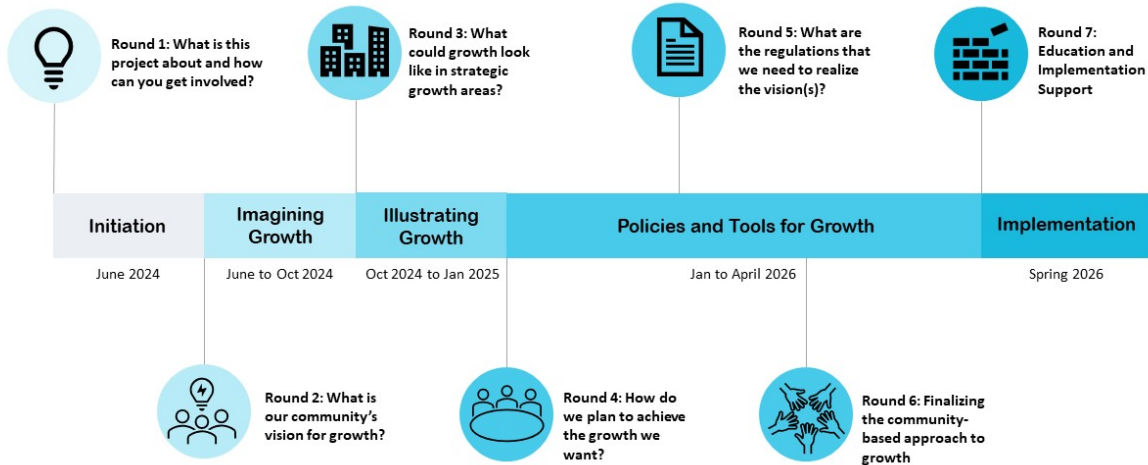 Round 1: What is this
project about and how
can you get involved?
Round 3: What
could growth look
like in strategic
growth areas?
Round 5: What are
the regulations that
we need to realize
the vision(s)?
Round 7:
Education and
Implementation
Support
Initiation
Imagining
Growth
Illustrating
Growth
Policies and Tools for Growth
Implementation
June 2024
June to Oct 2024
Oct 2024 to Jan 2025
Jan to April 2026
Spring 2026
Round 2: What is
our community’s
vision for growth?
Round 4: How do
we plan to achieve
the growth we
want?
Round 6: Finalizing
the community-
based approach to
growth